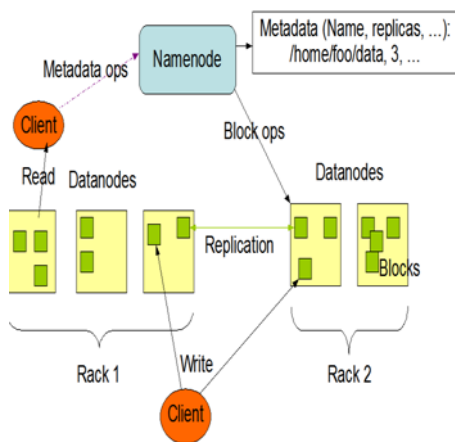 Metadata (Name, replicas, ...):
/home/foo/data, 3, ...
Namenode
Metadata ops
Client
Block ops
Read
Datanodes
Datanodes
Replication
Blocks
Rack 1
Write
Rack 2
Client